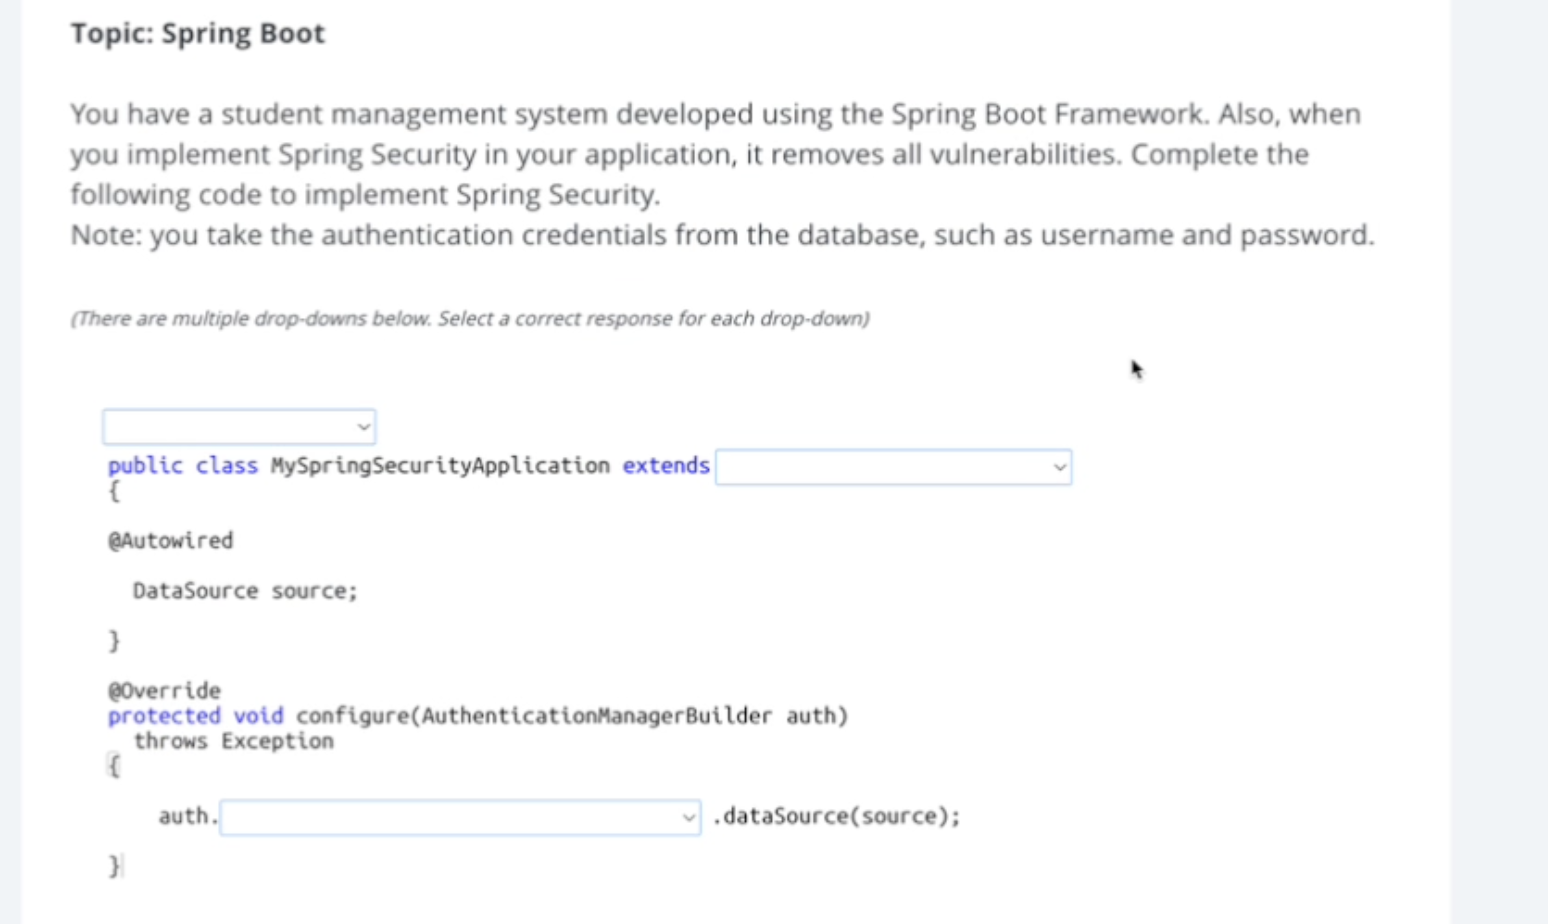 Topic: Spring Boot
You have a student management system developed using the Spring Boot Framework. Also, when
you implement Spring Security in your application, it removes all vulnerabilities. Complete the
following code to implement Spring Security.
Note: you take the authentication credentials from the database, such as username and password.
(There are multiple drop-downs below. Select a correct response for each drop-down)
public class MySpringSecurityApplication extends
{
@Autowired
DataSource source;
}
@Override
protected void configure(AuthenticationManagerBuilder auth)
throws Exception
{
auth. .dataSource(source);
}